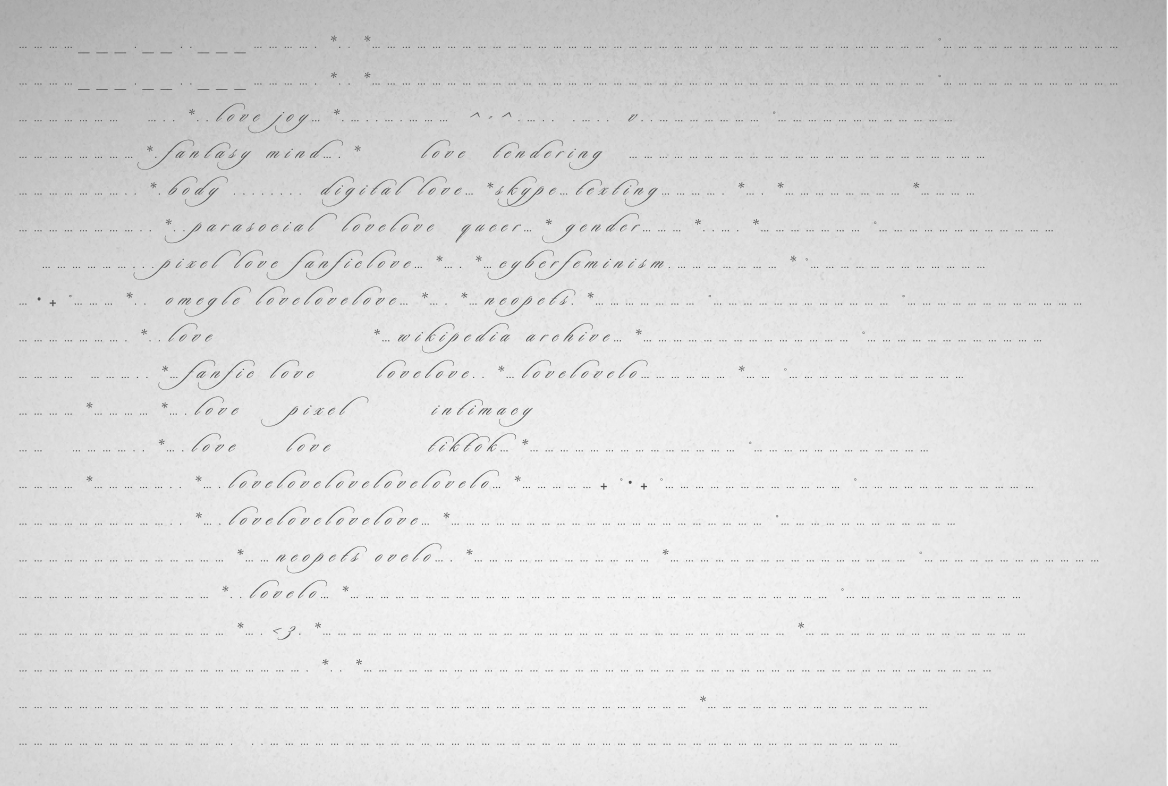 … … … … _ _ _ . _ _ . . _ _ _ … … … … . * . . * … … … … … … … … … … … … … … … … … … … … … … … … … … … … … … ° … … … … … … … … … … … …
… … … … _ _ _ . _ _ . . _ _ _ … … … … . * . . * … … … … … … … … … … … … … … … … … … … … … … … … … … … … … … ° … … … … … … … … … … … …
… … … … … … … . . . * . . love joy… * … . … . … … … ^ . ^ … . . . … . . v . … … … … … … … ° … … … … … … … … … … … …
… … … … … … … … * . fantasy mind… . * love tendering … … … … … … … … … … … … … … … … … … … …
… … … … … … … . . * body . . . . . . . . digital love… * skype… texting … … … … . * … * … … … … … … … * … … … …
… … … … … … … . . * . . parasocial lovelove queer… * gender … … … * . … . * … … … … … … … ° … … … … … … … … … … … …
… … … … … … . . . pixel love fanficlove… * … . * … cyberfeminism . … … … … … … … * ° … … … … … … … … … … … …
… • + ° … … … * . . omegle lovelovelove… * … . * … neopets . * … … … … … … … ° … … … … … … … … … … … ° … … … … … … … … … … … …
… … … … … … … * . . love * … wikipedia archive… * … … … … … … … … … … … … … ° … … … … … … … … … … … …
… … … … … . . * … fanfic love lovelove . . * … lovelovelo … … … … … … * … ° … … … … … … … … … … … …
… … … … * … … … * … . love pixel intimacy
… … … … … . . * … . love love tiktok… * … … … … … … … … … … … … … ° … … … … … … … … … … … …
… … … … * … … … . . . * … . lovelovelovelovelovelo… * … … … … … + ° • + ° … … … … … … … … … … … ° … … … … … … … … … … … …
… … … … … … … … … . . * … . lovelovelovelove… * … … … … … … … … … … … … … … … … … … … ° … … … … … … … … … … … …
… … … … … … … … … … … … * … … neopets ovelo… . * … … … … … … … … … … … * … … … … … … … … … … … … … … ° … … … … … … … … … … … …
… … … … … … … … … … … * . . lovelo… * … … … … … … … … … … … … … … … … … … … … … … … … … … … ° … … … … … … … … … … … …
… … … … … … … … … … … … * … . <3 . * … … … … … … … … … … … … … … … … … … … … … … … … … * … … … … … … … … … … … …
… … … … … … … … … … … … … … … . * . . * … … … … … … … … … … … … … … … … … … … … … … … … … … … … … … … … …
… … … … … … … … … … … . … … … … … … … … … … … … … … … … … … … … … … … … * … … … … … … … … … … … …
… … … … … … … … … … … . . . … … … … … … … … … … … … … … … … … … … … … … … … … … … … … … … … … …